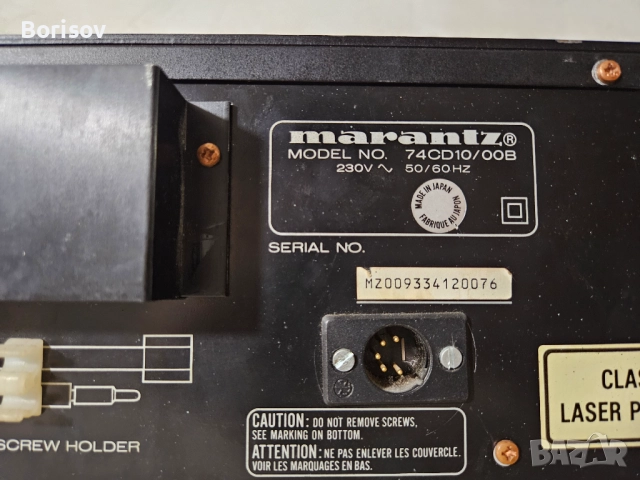 Borisov
marantz®
MODEL NO. 74CD10/00B
230V ∿ 50/60HZ
MADE IN JAPAN
FABRIQUE AU JAPON
SERIAL NO.
MZ009334120076
CLAS
LASER P
SCREW HOLDER
CAUTION: DO NOT REMOVE SCREWS,
SEE MARKING ON BOTTOM.
ATTENTION: NE PAS ENLEVER LES COUVERCLE.
VOIR LES MARQUAGES EN BAS.
BAZAR